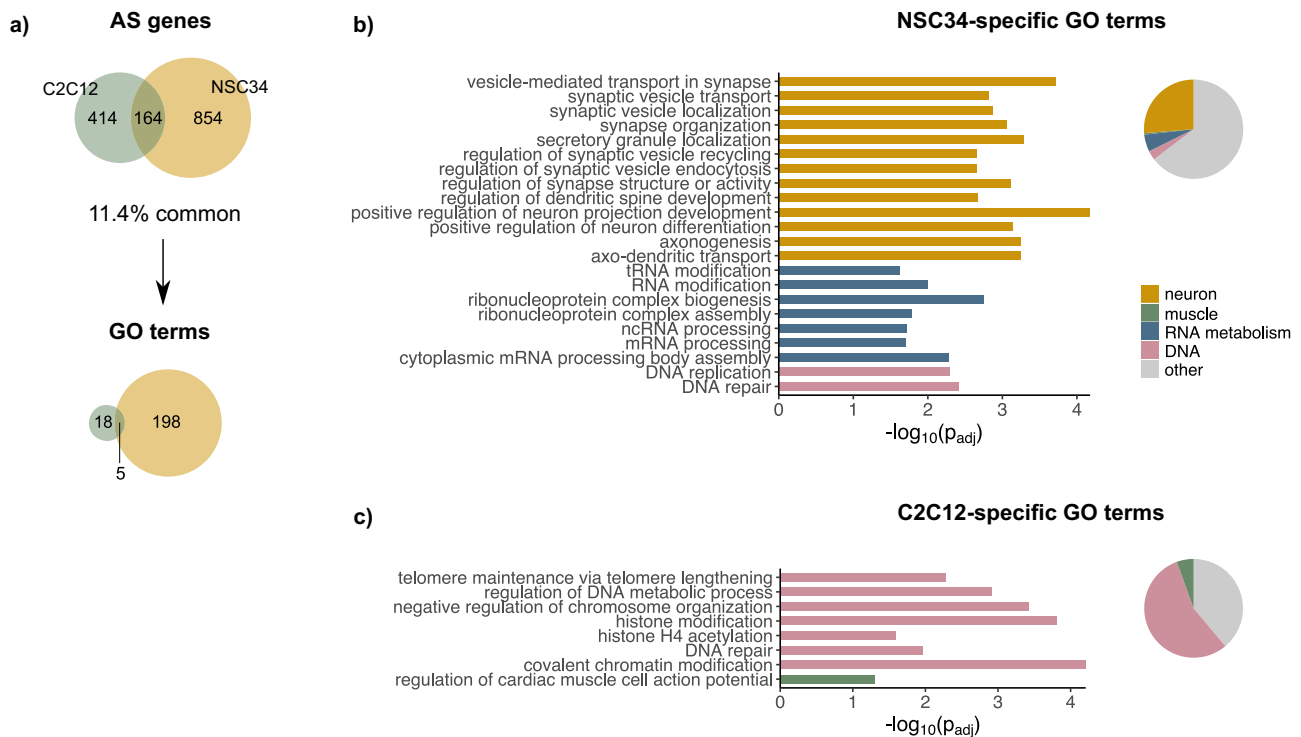 a)
AS genes
C2C12
NSC34
414
164
854
11.4% common
GO terms
18
198
5
b)
NSC34-specific GO terms
vesicle-mediated transport in synapse
synaptic vesicle transport
synaptic vesicle localization
synapse organization
secretory granule localization
regulation of synaptic vesicle recycling
regulation of synaptic vesicle endocytosis
regulation of synapse structure or activity
regulation of dendritic spine development
positive regulation of neuron projection development
positive regulation of neuron differentiation
axonogenesis
axo-dendritic transport
tRNA modification
RNA modification
ribonucleoprotein complex biogenesis
ribonucleoprotein complex assembly
ncRNA processing
mRNA processing
cytoplasmic mRNA processing body assembly
DNA replication
DNA repair
0 1 2 3 4
-log10(padj)
neuron
muscle
RNA metabolism
DNA
other
c)
C2C12-specific GO terms
telomere maintenance via telomere lengthening
regulation of DNA metabolic process
negative regulation of chromosome organization
histone modification
histone H4 acetylation
DNA repair
covalent chromatin modification
regulation of cardiac muscle cell action potential
0 1 2 3 4
-log10(padj)